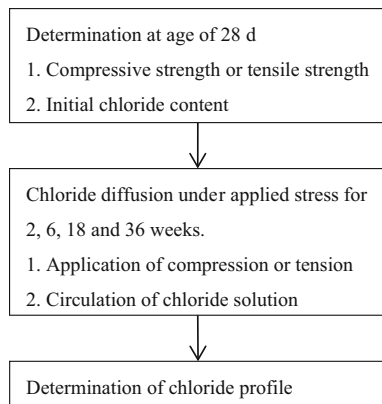 Determination at age of 28 d
1. Compressive strength or tensile strength
2. Initial chloride content
Chloride diffusion under applied stress for
2, 6, 18 and 36 weeks.
1. Application of compression or tension
2. Circulation of chloride solution
Determination of chloride profile